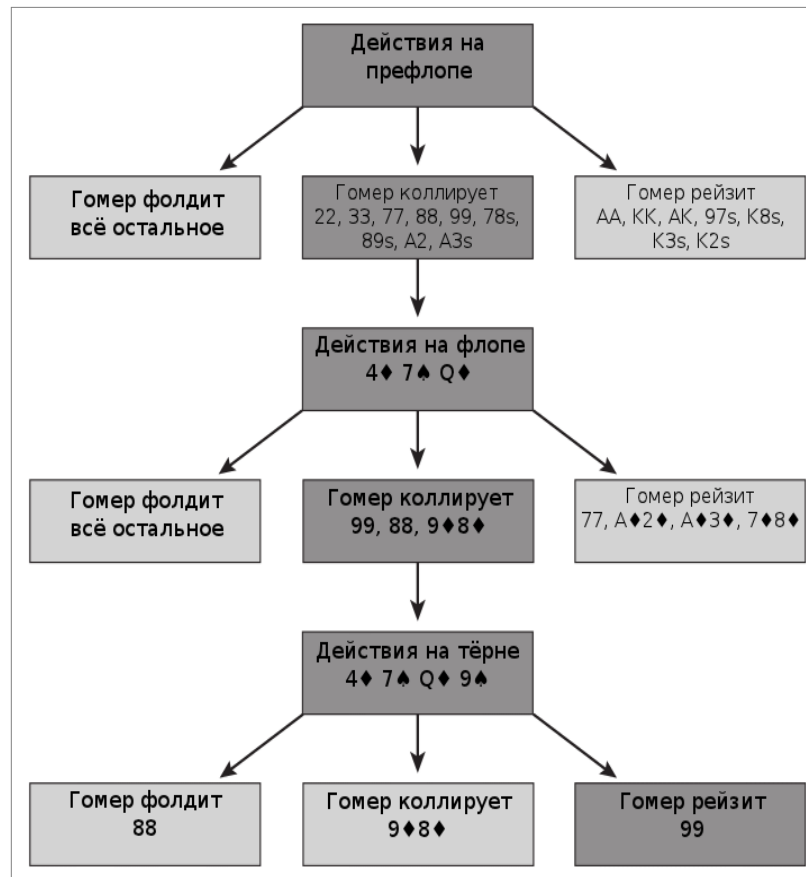 Действия на
префлопе
Гомер фолдит
всё остальное
Гомер коллирует
22, 33, 77, 88, 99, 78s,
89s, A2, A3s
Гомер рейзит
AA, KK, AK, 97s, K8s,
K3s, K2s
Действия на флопе
4♦ 7♠ Q♦
Гомер фолдит
всё остальное
Гомер коллирует
99, 88, 9♦8♦
Гомер рейзит
77, A♦2♦, A♦3♦, 7♦8♦
Действия на тёрне
4♦ 7♠ Q♦ 9♠
Гомер фолдит
88
Гомер коллирует
9♦8♦
Гомер рейзит
99